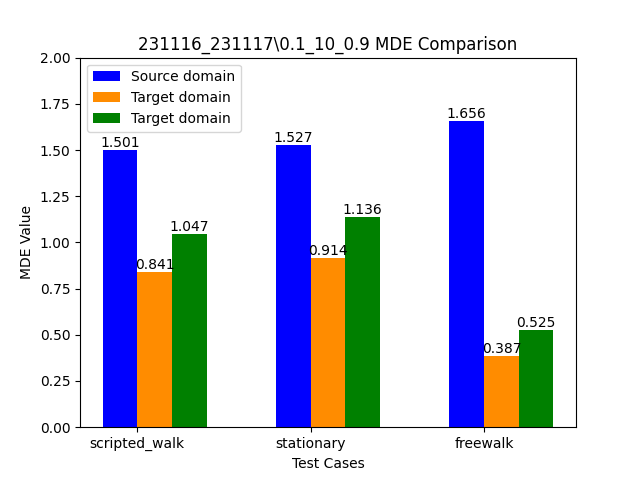 231116_231117\0.1_10_0.9 MDE Comparison
2.00
1.75
1.50
1.25
1.00
0.75
0.50
0.25
0.00
MDE Value
Source domain
Target domain
Target domain
1.501
0.841
1.047
1.527
0.914
1.136
1.656
0.387
0.525
scripted_walk
stationary
freewalk
Test Cases